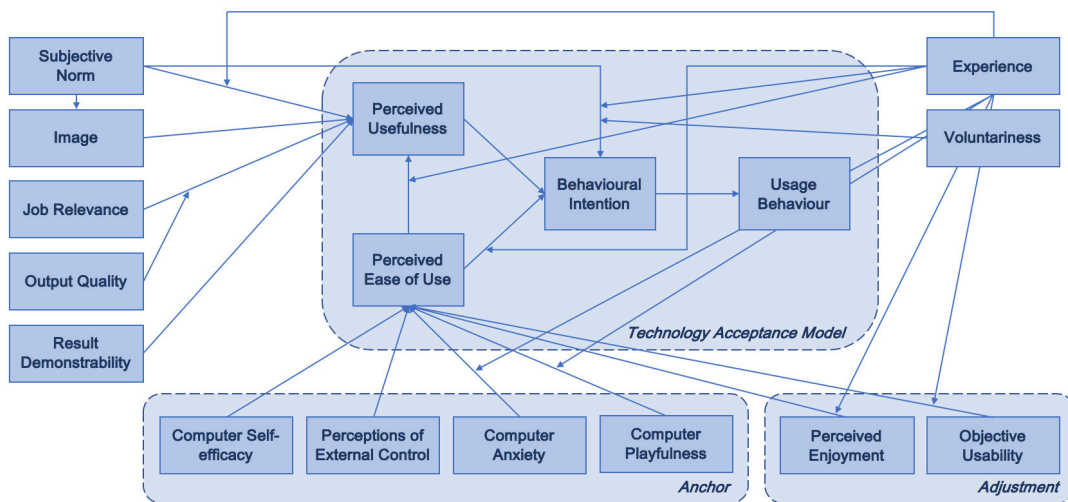 Subjective
Norm
Image
Job Relevance
Output Quality
Result
Demonstrability
Perceived
Usefulness
Behavioural
Intention
Usage
Behaviour
Perceived
Ease of Use
Technology Acceptance Model
Experience
Voluntariness
Computer Self-
efficacy
Perceptions of
External Control
Computer
Anxiety
Computer
Playfulness
Anchor
Perceived
Enjoyment
Objective
Usability
Adjustment